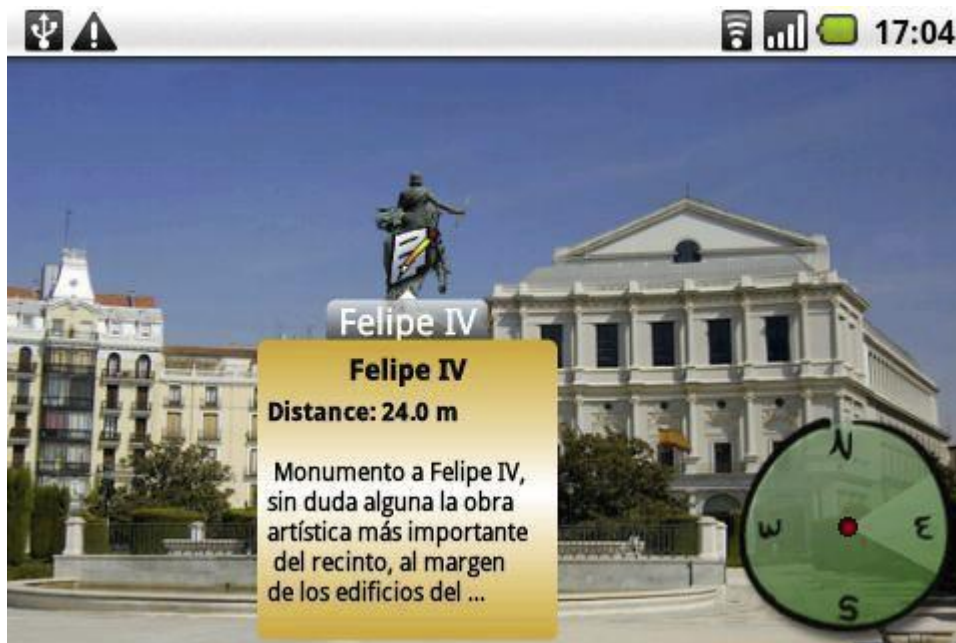 17:04
Felipe IV
Felipe IV
Distance: 24.0 m
Monumento a Felipe IV,
sin duda alguna la obra
artística más importante
del recinto, al margen
de los edificios del ...
N
W
E
S